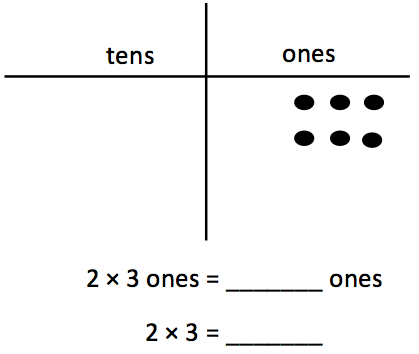 tens ones
2 × 3 ones = _______ ones
2 × 3 = _______